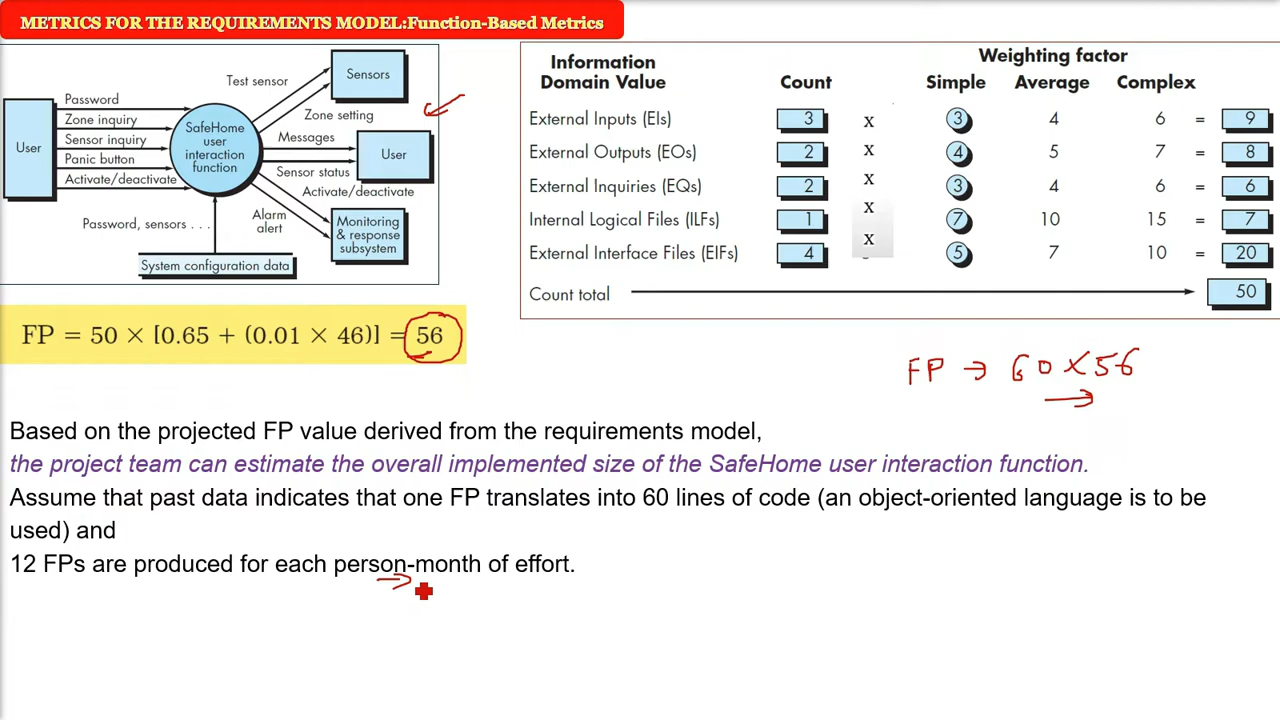 METRICS FOR THE REQUIREMENTS MODEL:Function-Based Metrics
User
Password
Zone inquiry
Sensor inquiry
Panic button
Activate/deactivate
SafeHome
user
interaction
function
Test sensor
Sensors
Zone setting
Messages
User
Sensor status
Activate/deactivate
Alarm
alert
Monitoring
& response
subsystem
Password, sensors . . .
System configuration data
Information
Domain Value
Count
Weighting factor
Simple Average Complex
External Inputs (EIs) 3 x 3 4 6 = 9
External Outputs (EOs) 2 x 4 5 7 = 8
External Inquiries (EQs) 2 x 3 4 6 = 6
Internal Logical Files (ILFs) 1 x 7 10 15 = 7
External Interface Files (EIFs) 4 x 5 7 10 = 20
Count total 50
FP = 50 × [0.65 + (0.01 × 46)] = 56
FP → 60 × 56
Based on the projected FP value derived from the requirements model,
the project team can estimate the overall implemented size of the SafeHome user interaction function.
Assume that past data indicates that one FP translates into 60 lines of code (an object-oriented language is to be
used) and
12 FPs are produced for each person-month of effort.